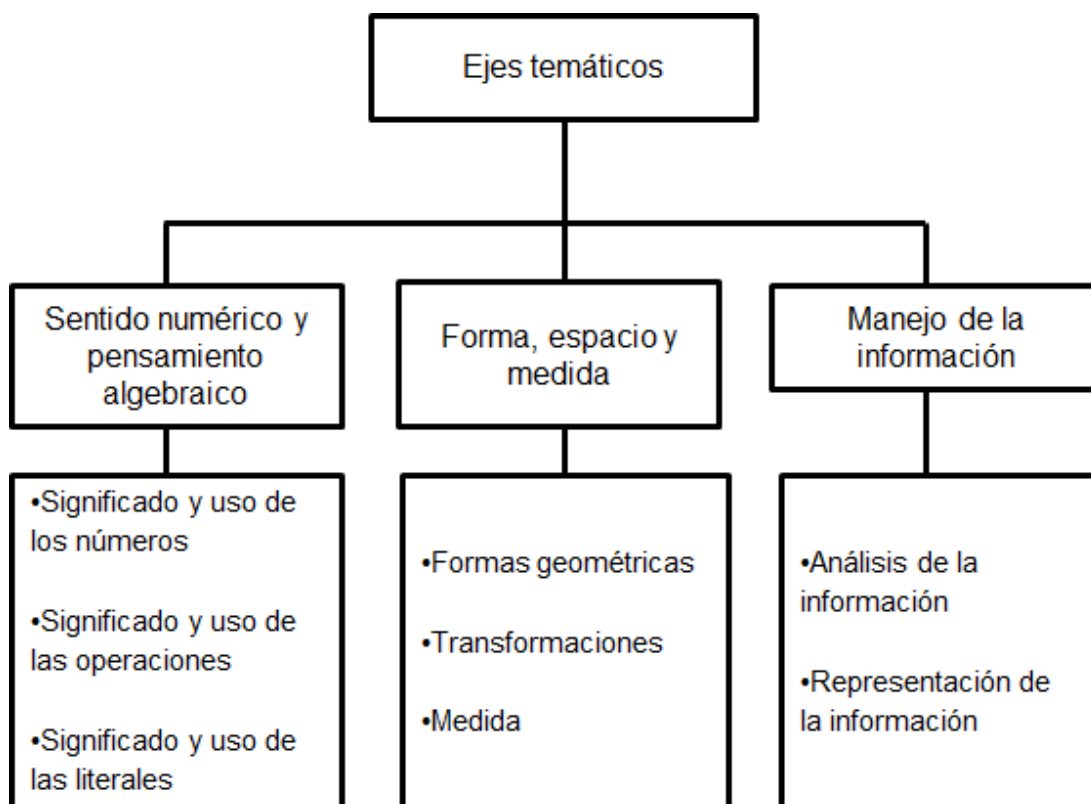 Ejes temáticos
Sentido numérico y
pensamiento
algebraico
Forma, espacio y
medida
Manejo de la
información
•Significado y uso de
los números
•Significado y uso de
las operaciones
•Significado y uso de
las literales
•Formas geométricas
•Transformaciones
•Medida
•Análisis de la
información
•Representación de
la información